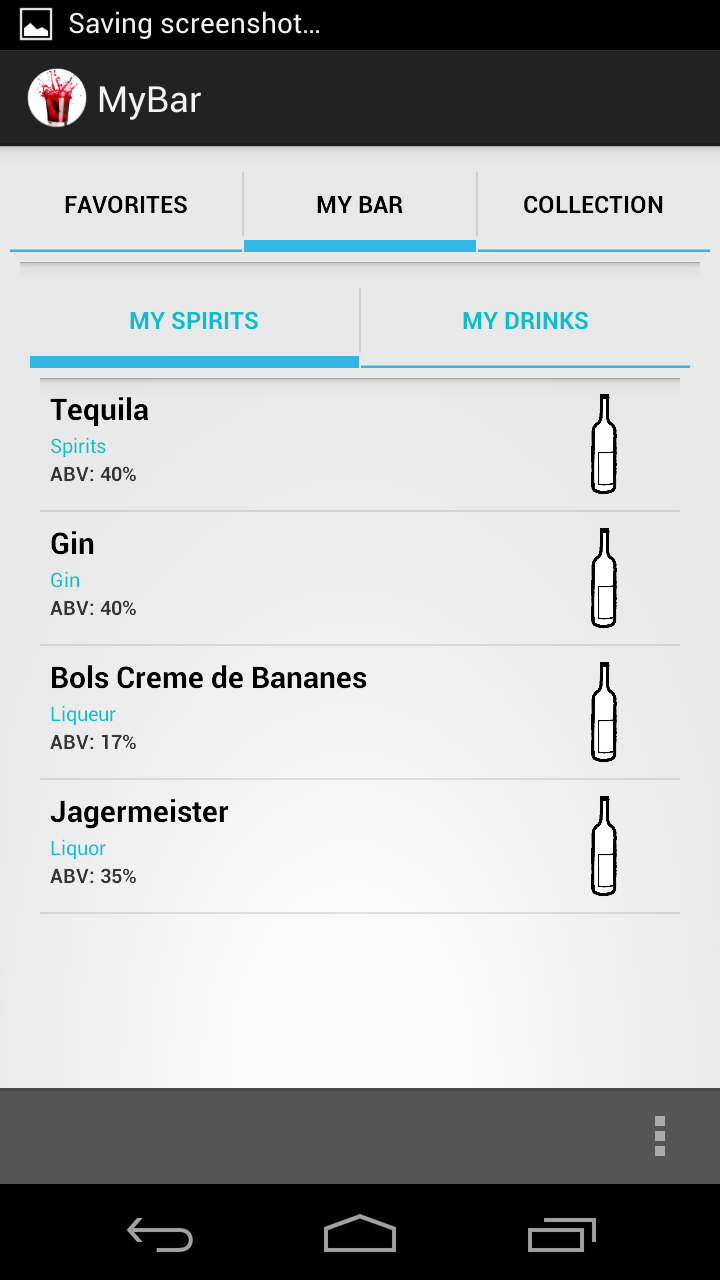 Saving screenshot...
MyBar
FAVORITES
MY BAR
COLLECTION
MY SPIRITS
MY DRINKS
Tequila
Spirits
ABV: 40%
Gin
Gin
ABV: 40%
Bols Creme de Bananes
Liqueur
ABV: 17%
Jagermeister
Liquor
ABV: 35%